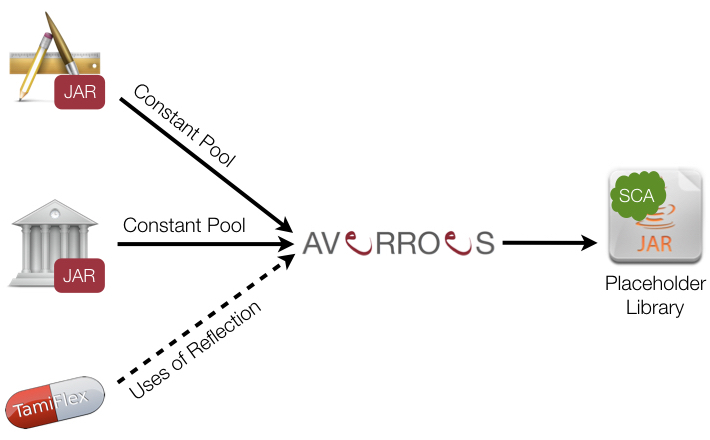 JAR
Constant Pool
JAR
Constant Pool
TamiFlex
Uses of Reflection
AVERROES
SCA
JAR
Placeholder
Library